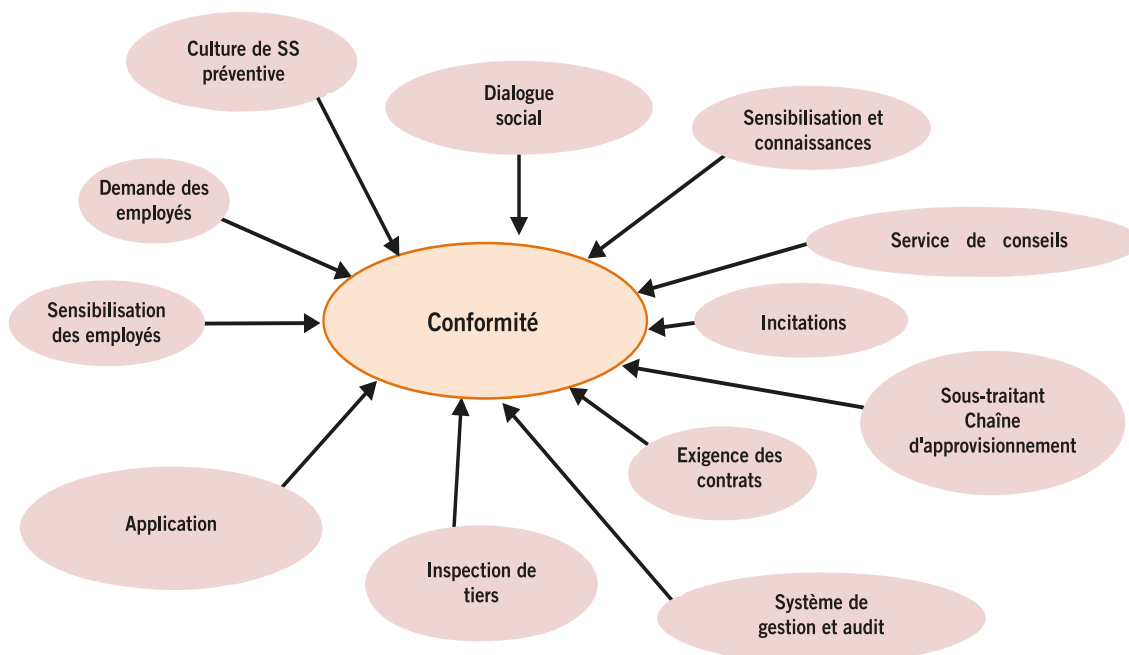 Culture de SS
préventive
Dialogue
social
Sensibilisation et
connaissances
Demande des
employés
Service de conseils
Sensibilisation
des employés
Conformité
Incitations
Sous-traitant
Chaîne
d'approvisionnement
Exigence des
contrats
Application
Inspection de
tiers
Système de
gestion et audit